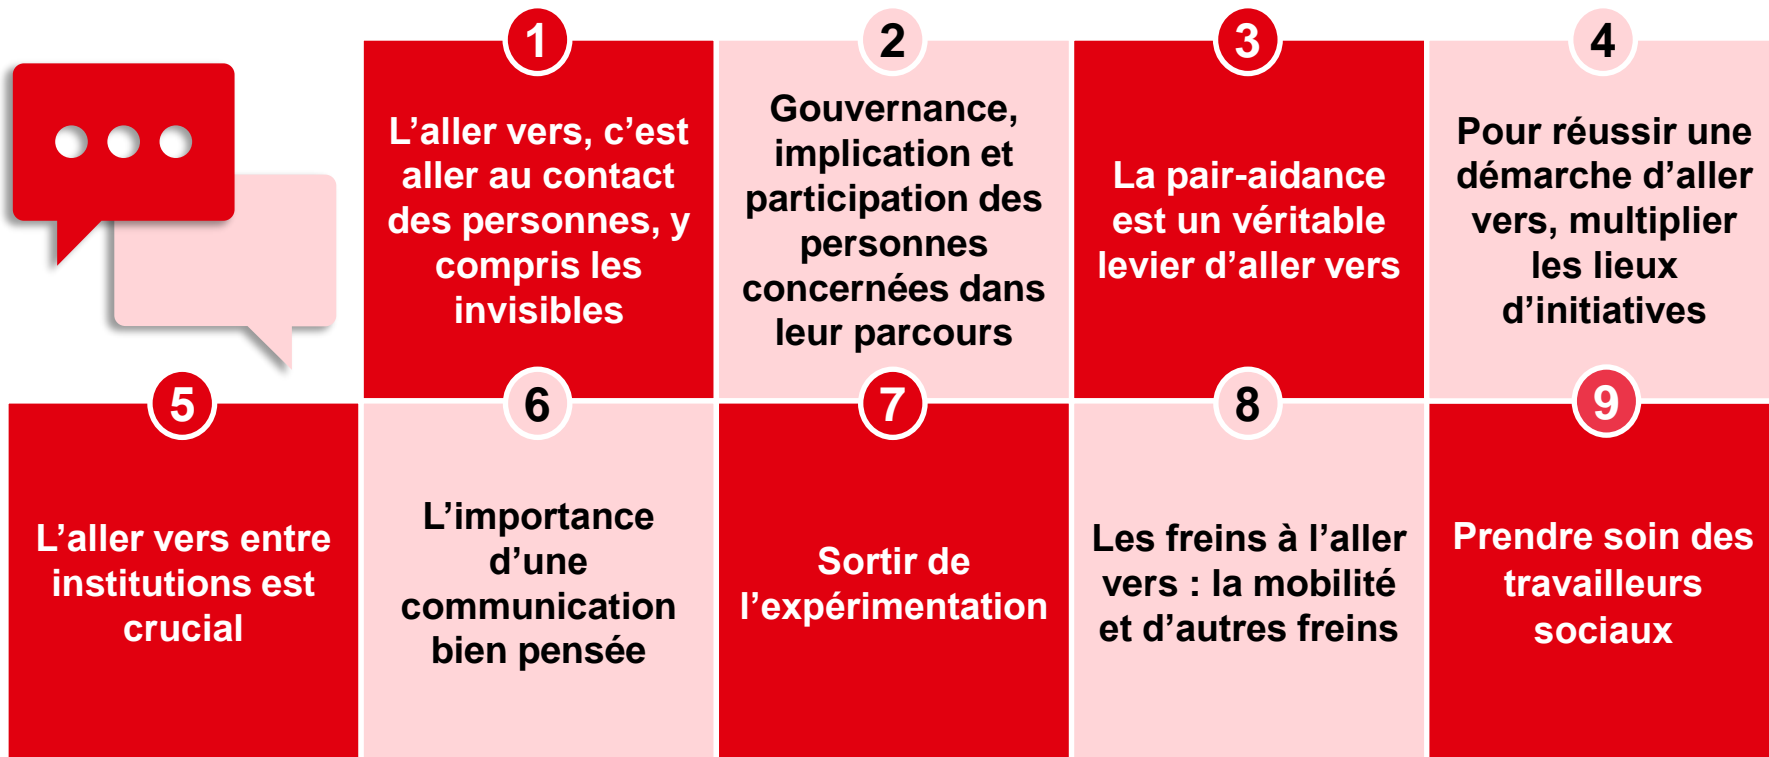 1
L’aller vers, c’est
aller au contact
des personnes, y
compris les
invisibles
2
Gouvernance,
implication et
participation des
personnes
concernées dans
leur parcours
3
La pair-aidance
est un véritable
levier d’aller vers
4
Pour réussir une
démarche d’aller
vers, multiplier
les lieux
d’initiatives
5
L’aller vers entre
institutions est
crucial
6
L’importance
d’une
communication
bien pensée
7
Sortir de
l’expérimentation
8
Les freins à l’aller
vers : la mobilité
et d’autres freins
9
Prendre soin des
travailleurs
sociaux